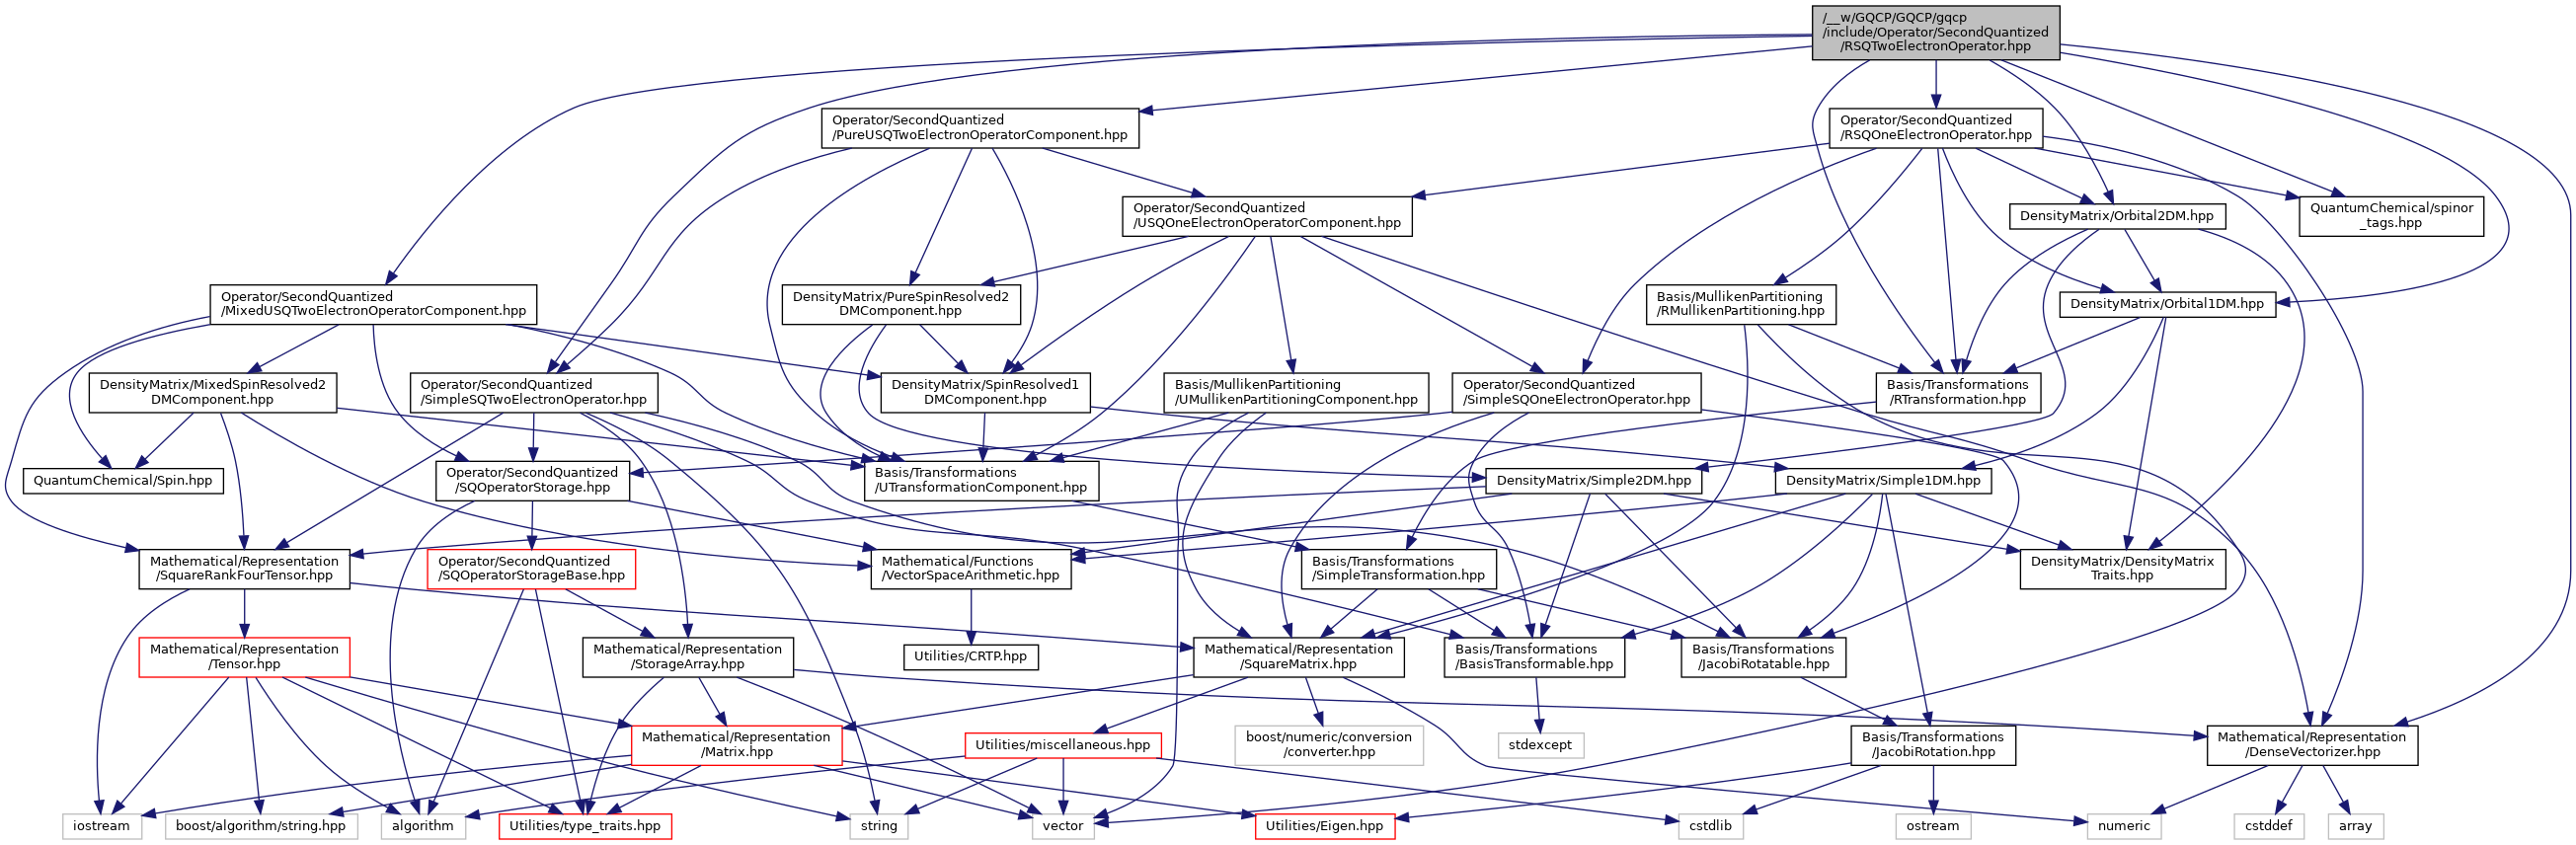 /__w/GQCP/GQCP/gqcp
/include/Operator/SecondQuantized
/RSQTwoElectronOperator.hpp
Operator/SecondQuantized
/PureUSQTwoElectronOperatorComponent.hpp
Operator/SecondQuantized
/RSQOneElectronOperator.hpp
Operator/SecondQuantized
/USQOneElectronOperatorComponent.hpp
DensityMatrix/Orbital2DM.hpp
QuantumChemical/spinor
_tags.hpp
Operator/SecondQuantized
/MixedUSQTwoElectronOperatorComponent.hpp
DensityMatrix/PureSpinResolved2
DMComponent.hpp
Basis/MullikenPartitioning
/RMullikenPartitioning.hpp
DensityMatrix/Orbital1DM.hpp
DensityMatrix/MixedSpinResolved2
DMComponent.hpp
Operator/SecondQuantized
/SimpleSQTwoElectronOperator.hpp
DensityMatrix/SpinResolved1
DMComponent.hpp
Basis/MullikenPartitioning
/UMullikenPartitioningComponent.hpp
Operator/SecondQuantized
/SimpleSQOneElectronOperator.hpp
Basis/Transformations
/RTransformation.hpp
QuantumChemical/Spin.hpp
Operator/SecondQuantized
/SQOperatorStorage.hpp
Basis/Transformations
/UTransformationComponent.hpp
DensityMatrix/Simple2DM.hpp
DensityMatrix/Simple1DM.hpp
Mathematical/Representation
/SquareRankFourTensor.hpp
Operator/SecondQuantized
/SQOperatorStorageBase.hpp
Mathematical/Functions
/VectorSpaceArithmetic.hpp
Basis/Transformations
/SimpleTransformation.hpp
DensityMatrix/DensityMatrix
Traits.hpp
Mathematical/Representation
/Tensor.hpp
Mathematical/Representation
/StorageArray.hpp
Utilities/CRTP.hpp
Mathematical/Representation
/SquareMatrix.hpp
Basis/Transformations
/BasisTransformable.hpp
Basis/Transformations
/JacobiRotatable.hpp
Mathematical/Representation
/Matrix.hpp
Utilities/miscellaneous.hpp
boost/numeric/conversion
/converter.hpp
stdexcept
Basis/Transformations
/JacobiRotation.hpp
Mathematical/Representation
/DenseVectorizer.hpp
iostream
boost/algorithm/string.hpp
algorithm
Utilities/type_traits.hpp
string
vector
Utilities/Eigen.hpp
cstdlib
ostream
numeric
cstddef
array